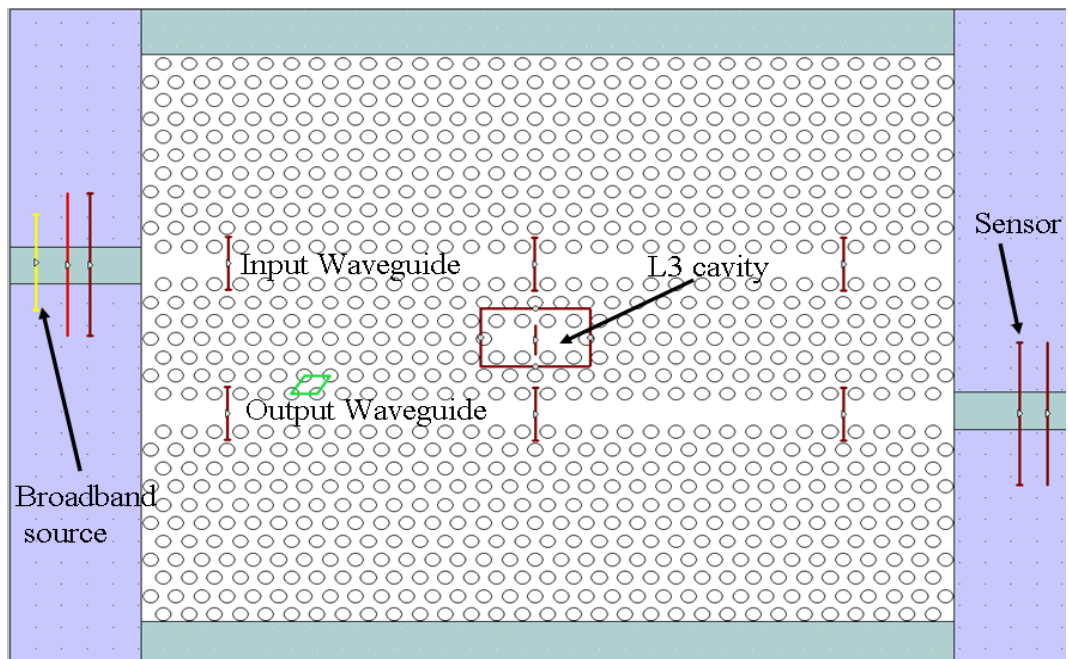 Sensor
Input Waveguide
L3 cavity
Output Waveguide
Broadband
source